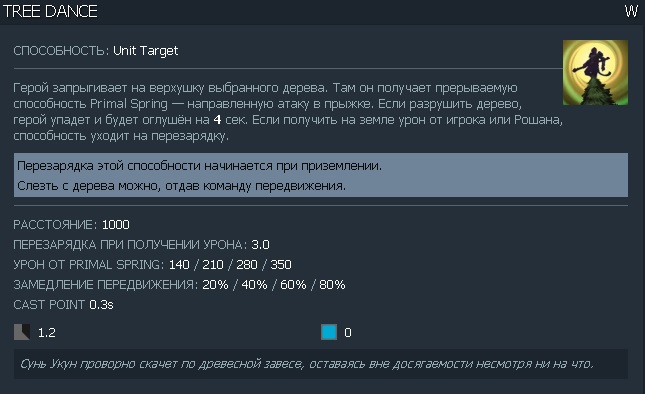 TREE DANCE W
СПОСОБНОСТЬ: Unit Target
Герой запрыгивает на верхушку выбранного дерева. Там он получает прерываемую
способность Primal Spring — направленную атаку в прыжке. Если разрушить дерево,
герой упадет и будет оглушён на 4 сек. Если получить на земле урон от игрока или Рошана,
способность уходит на перезарядку.
Перезарядка этой способности начинается при приземлении.
Слезть с дерева можно, отдав команду передвижения.
РАССТОЯНИЕ: 1000
ПЕРЕЗАРЯДКА ПРИ ПОЛУЧЕНИИ УРОНА: 3.0
УРОН ОТ PRIMAL SPRING: 140 / 210 / 280 / 350
ЗАМЕДЛЕНИЕ ПЕРЕДВИЖЕНИЯ: 20% / 40% / 60% / 80%
CAST POINT 0.3s
1.2 0
Сунь Укун проворно скачет по древесной завесе, оставаясь вне досягаемости несмотря ни на что.